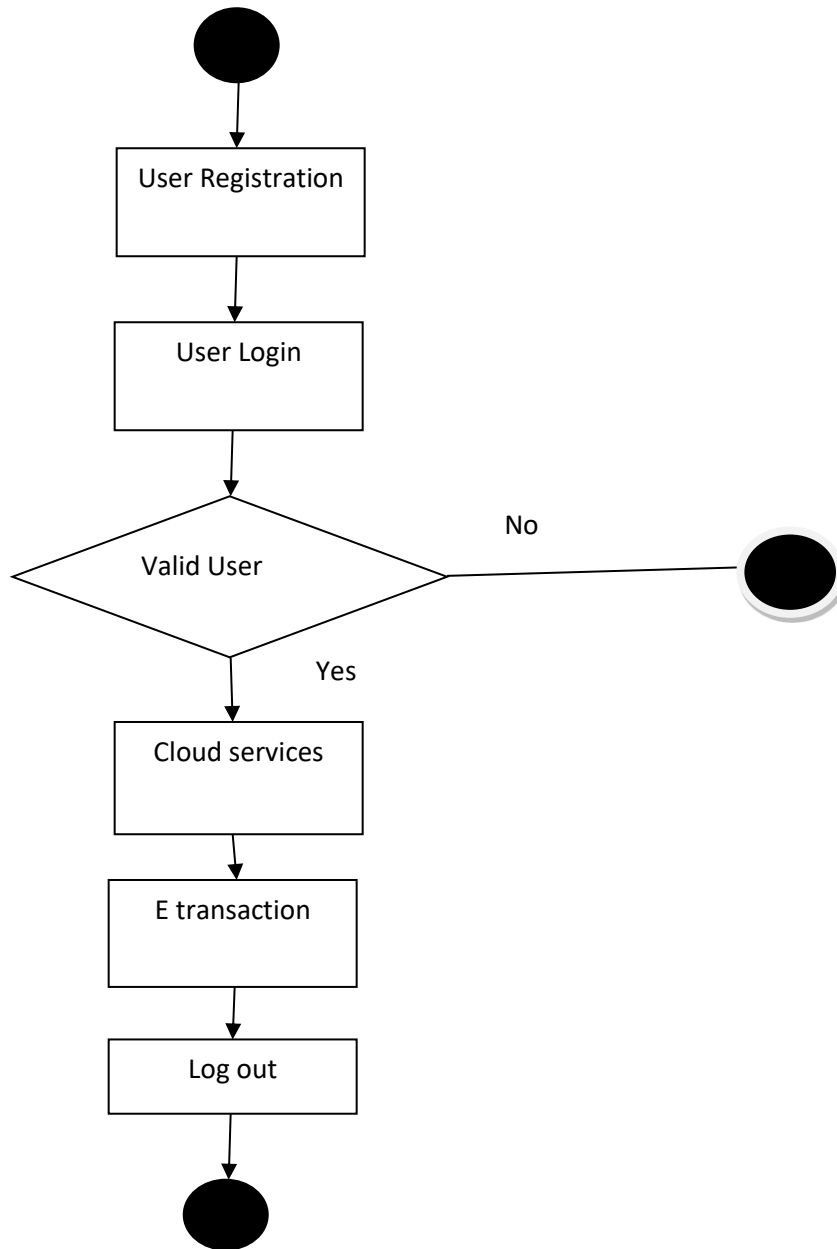 User Registration
User Login
Valid User
No
Yes
Cloud services
E transaction
Log out